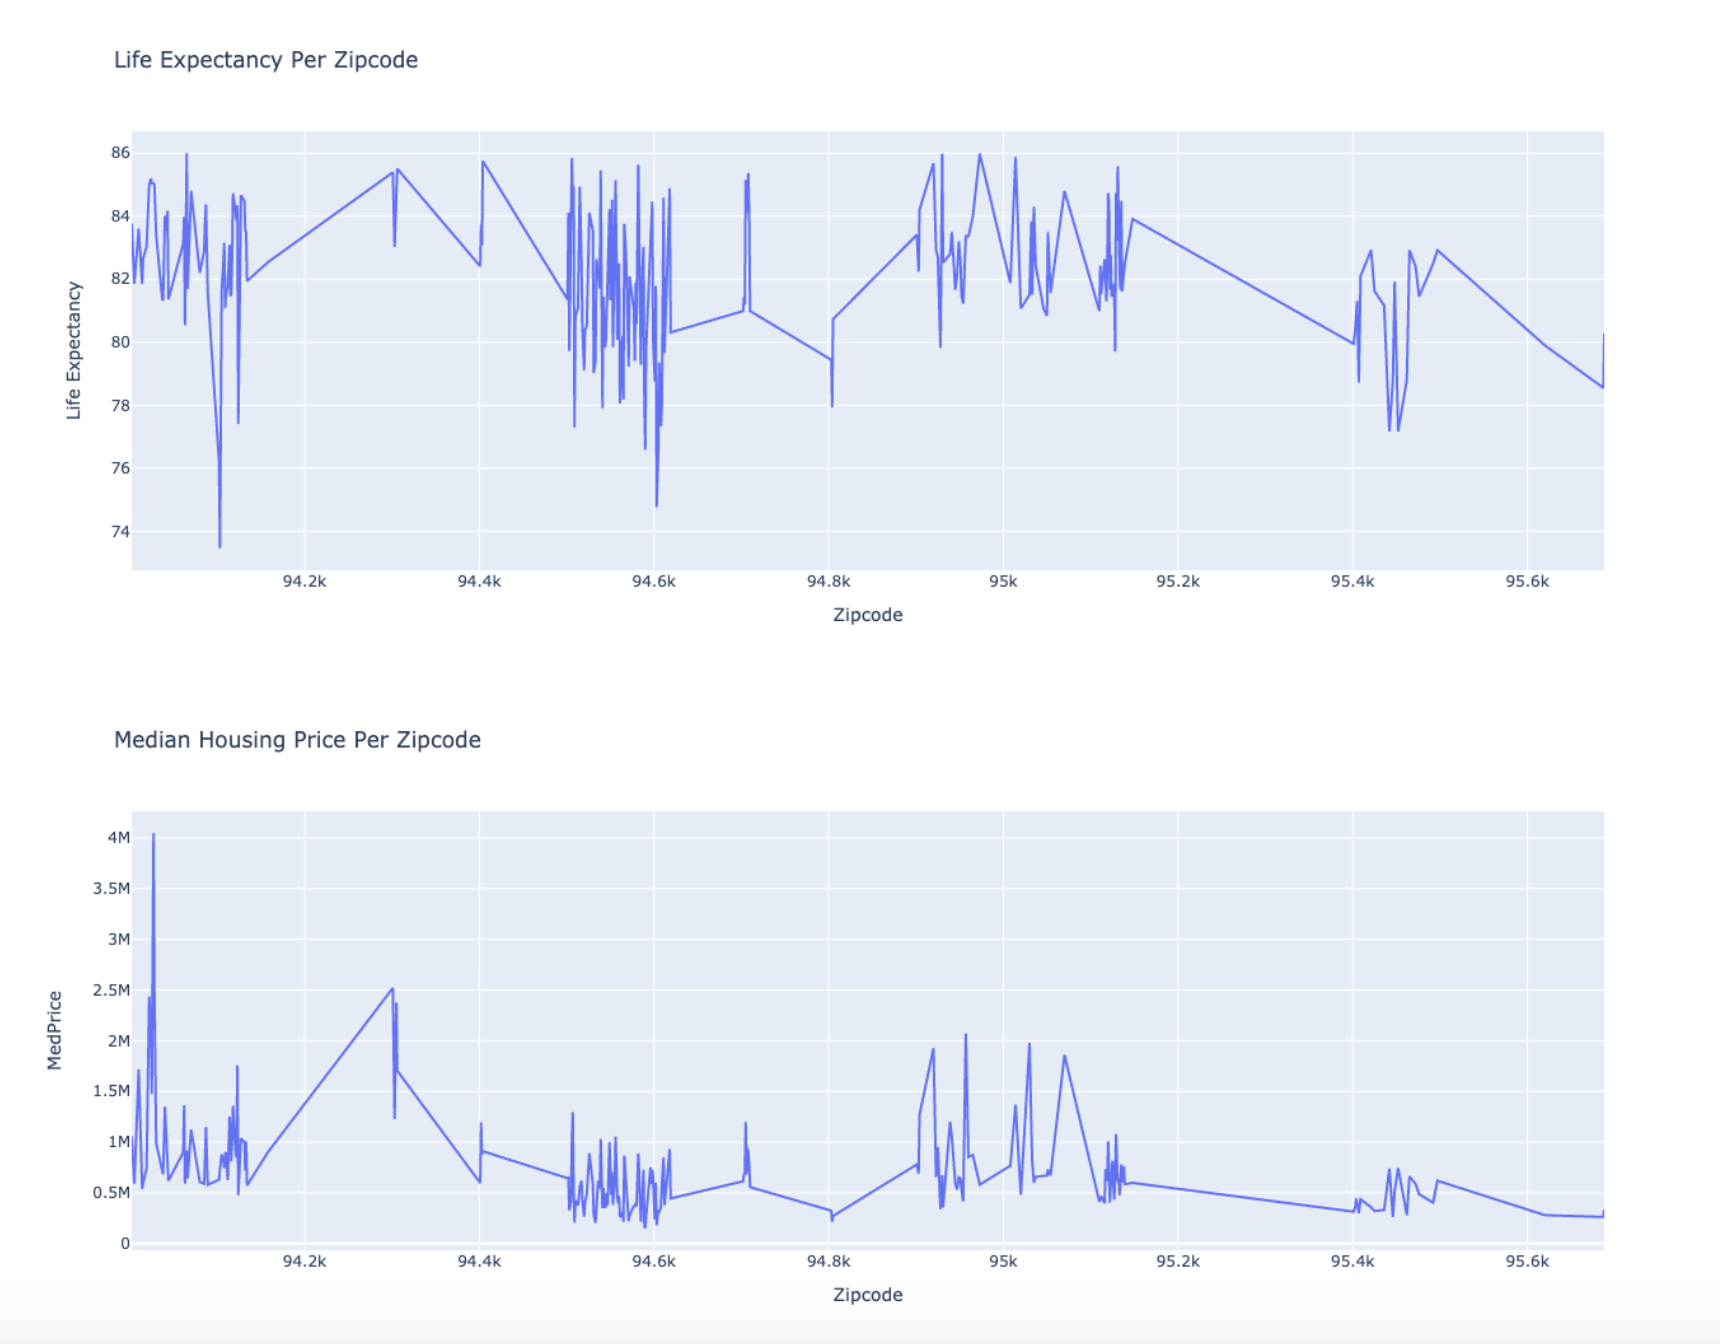 Life Expectancy Per Zipcode
86
84
82
80
78
76
74
Life Expectancy
94.2k 94.4k 94.6k 94.8k 95k 95.2k 95.4k 95.6k
Zipcode
Median Housing Price Per Zipcode
4M
3.5M
3M
2.5M
2M
1.5M
1M
0.5M
0
MedPrice
94.2k 94.4k 94.6k 94.8k 95k 95.2k 95.4k 95.6k
Zipcode